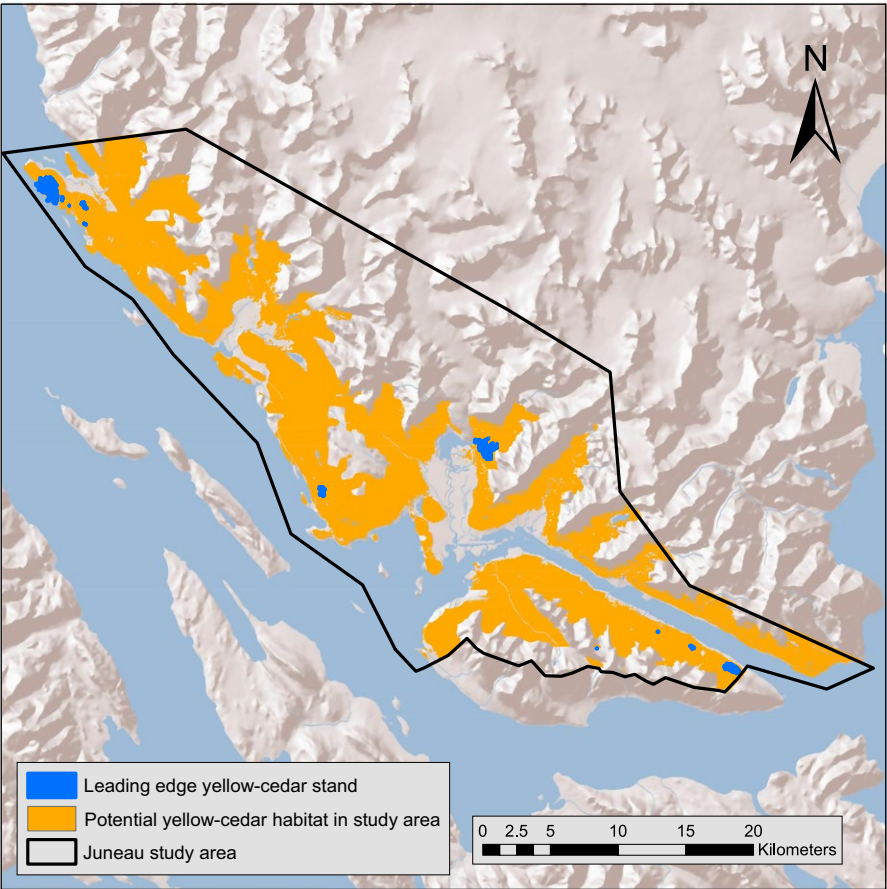 N
Leading edge yellow-cedar stand
Potential yellow-cedar habitat in study area
Juneau study area
0 2.5 5 10 15 20
Kilometers